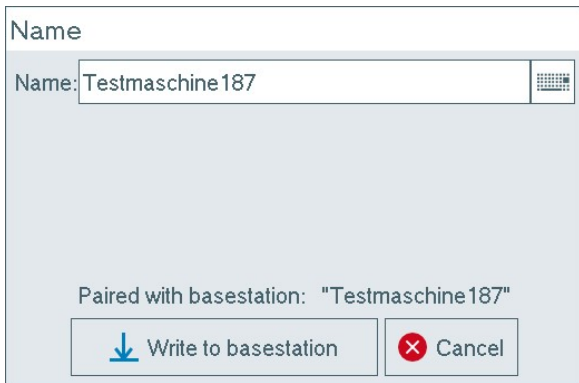 Name
Name: Testmaschine187
Paired with basestation: "Testmaschine187"
Write to basestation Cancel